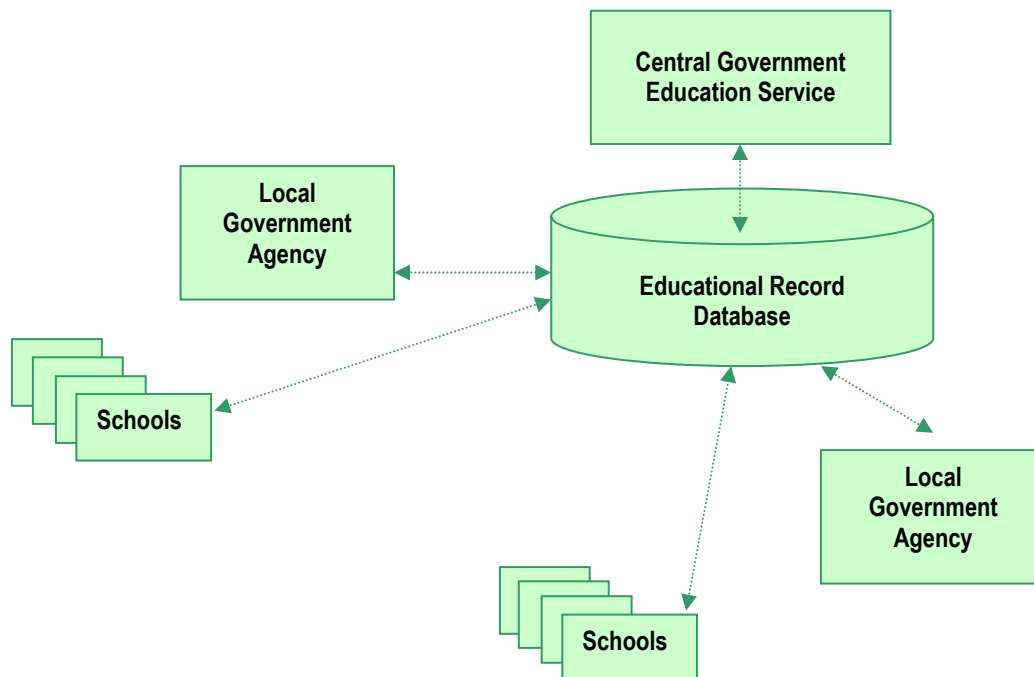 Central Government
Education Service
Local
Government
Agency
Educational Record
Database
Schools
Local
Government
Agency
Schools